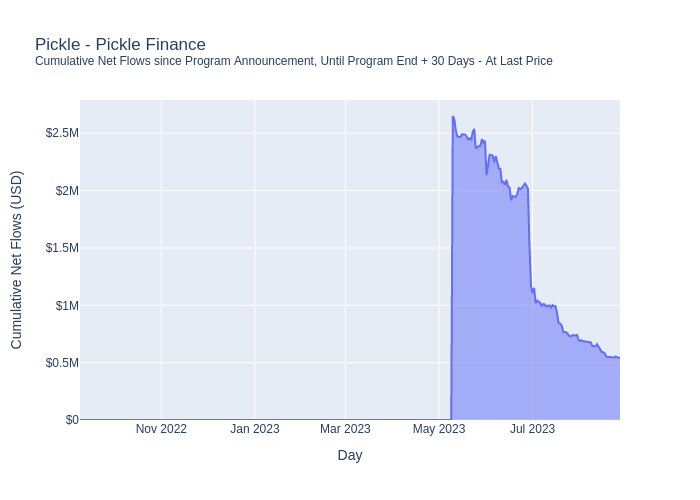 Pickle - Pickle Finance
Cumulative Net Flows since Program Announcement, Until Program End + 30 Days - At Last Price
Cumulative Net Flows (USD)
$2.5M
$2M
$1.5M
$1M
$0.5M
$0
Nov 2022 Jan 2023 Mar 2023 May 2023 Jul 2023
Day